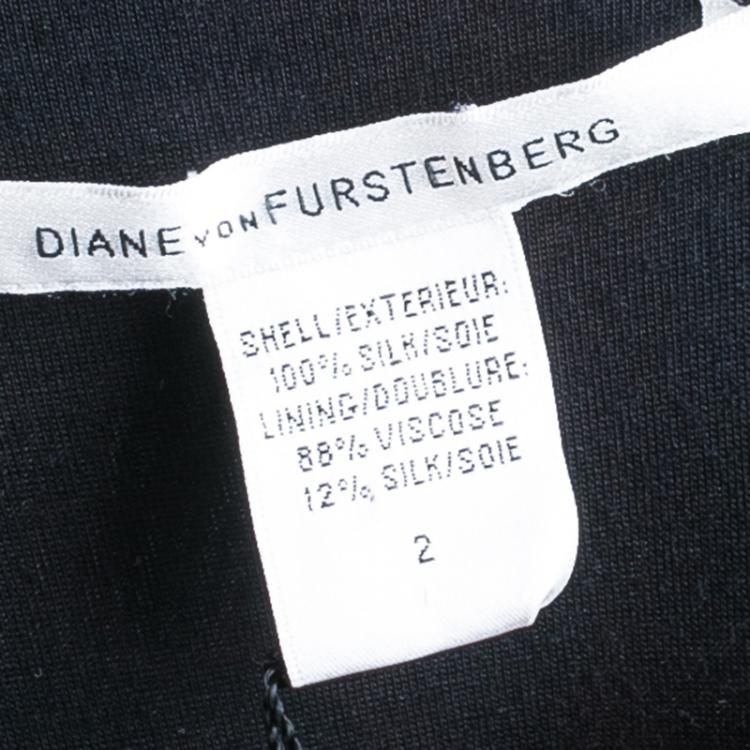 DIANE VON FURSTENBERG
SHELL/EXTERIEUR:
100% SILK/SOIE
LINING/DOUBLURE:
88% VISCOSE
12% SILK/SOIE
2